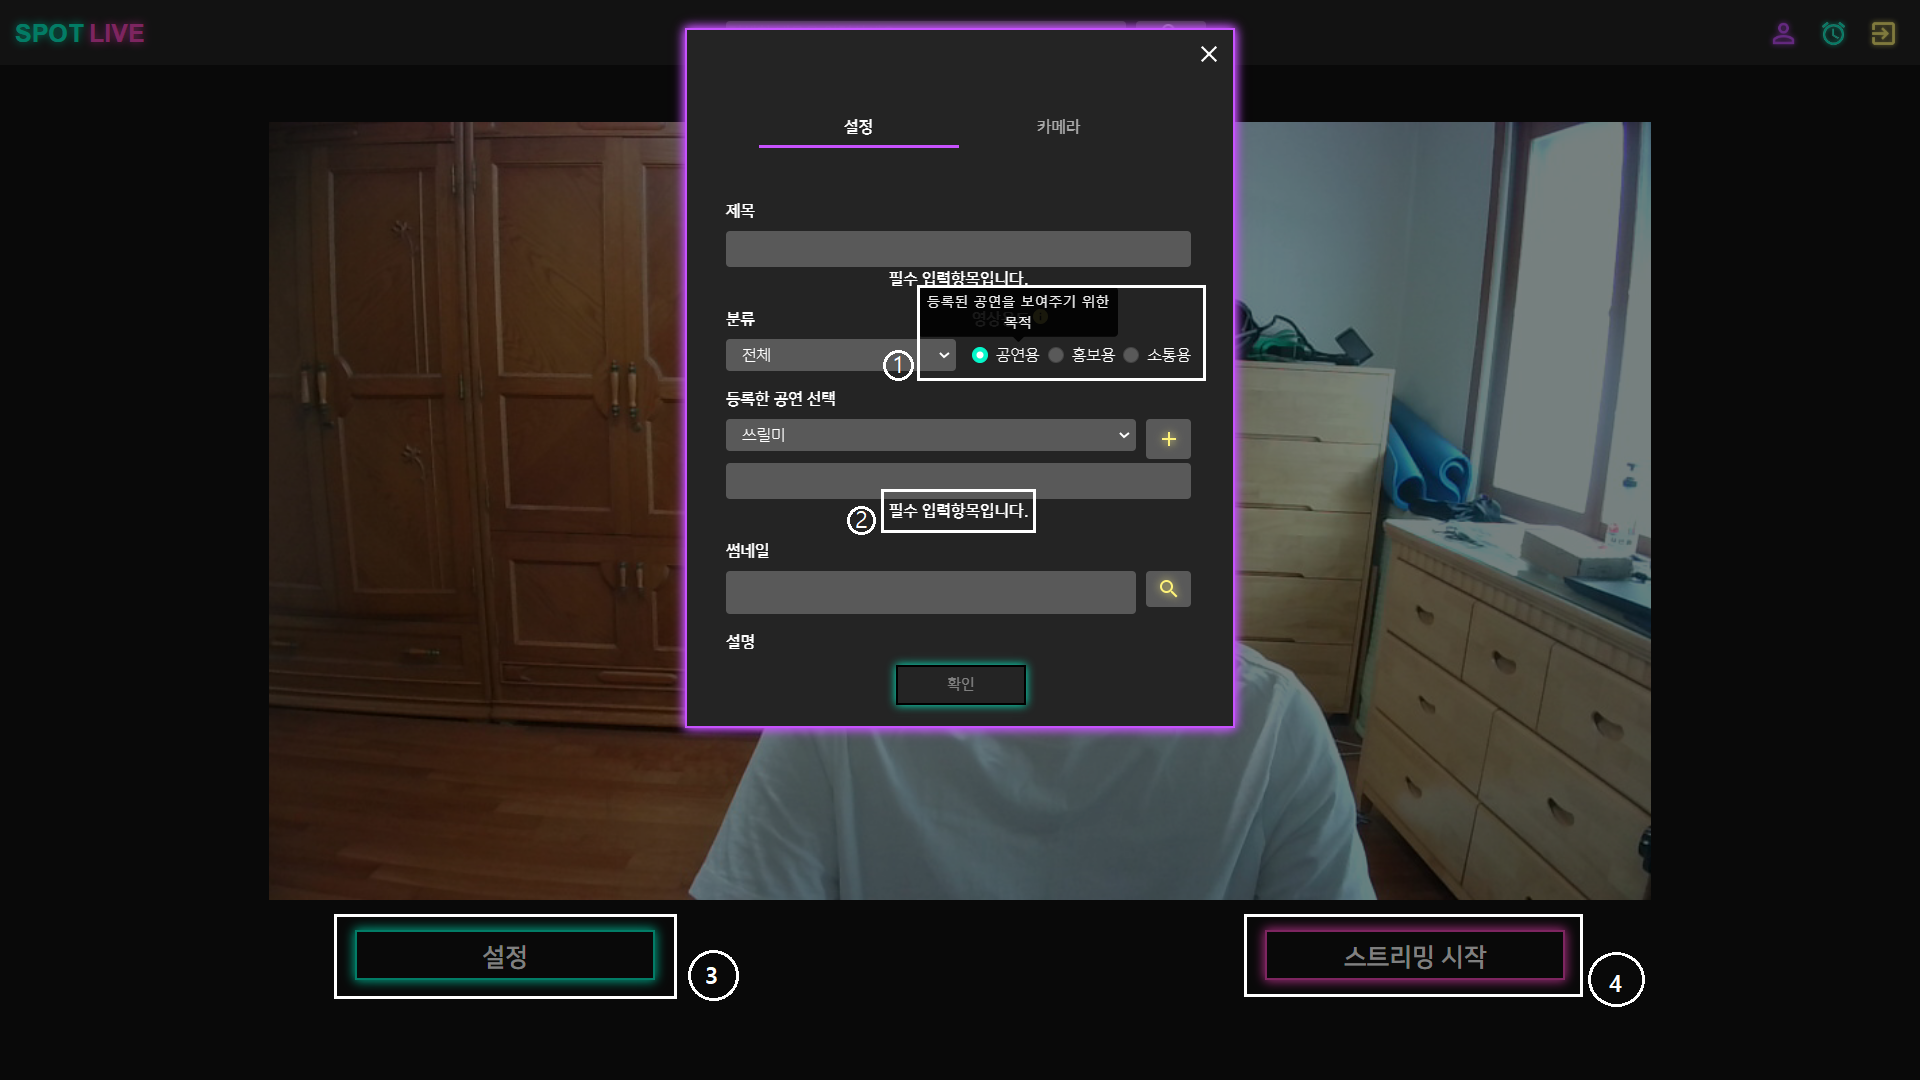 SPOT LIVE
설정 카메라
제목
필수 입력항목입니다.
등록된 공연을 보여주기 위한
목적
분류
영상
전체
1
공연용 홍보용 소통용
등록한 공연 선택
쓰릴미
필수 입력항목입니다.
2
썸네일
설명
확인
설정
3
스트리밍 시작
4